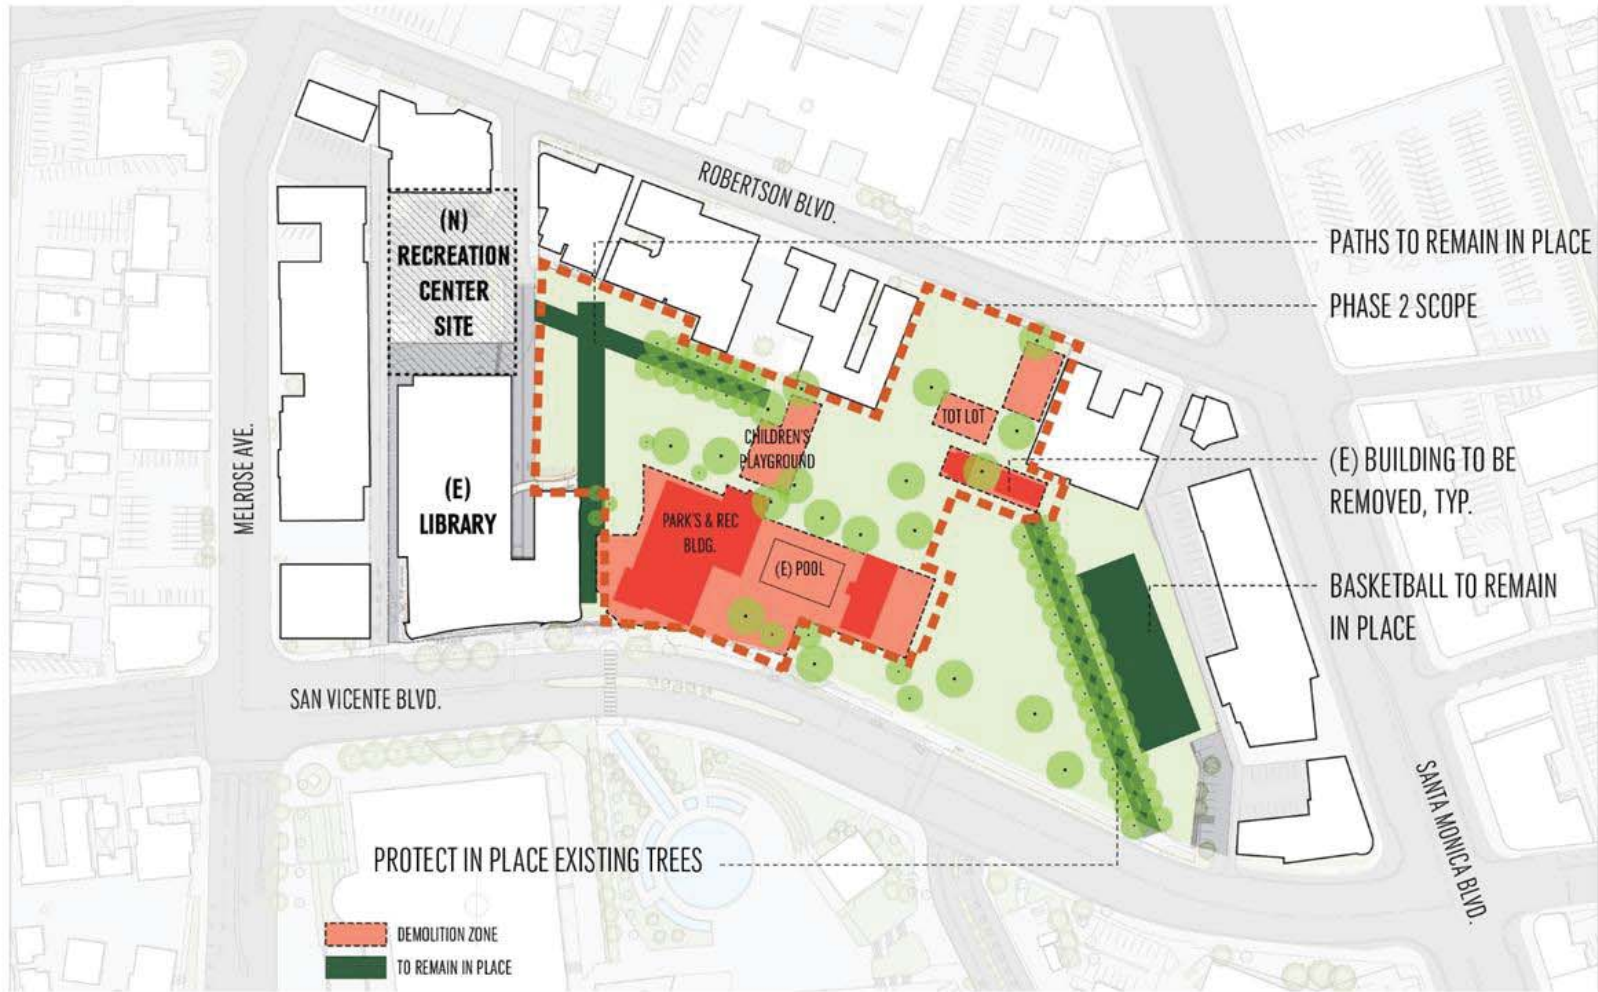 ROBERTSON BLVD.
(N)
RECREATION
CENTER
SITE
PATHS TO REMAIN IN PLACE
PHASE 2 SCOPE
TOT LOT
CHILDREN'S
PLAYGROUND
MELROSE AVE.
(E)
LIBRARY
(E) BUILDING TO BE
REMOVED, TYP.
PARK'S & REC
BLDG.
(E) POOL
BASKETBALL TO REMAIN
IN PLACE
SAN VICENTE BLVD.
SANTA MONICA BLVD.
PROTECT IN PLACE EXISTING TREES
DEMOLITION ZONE
TO REMAIN IN PLACE